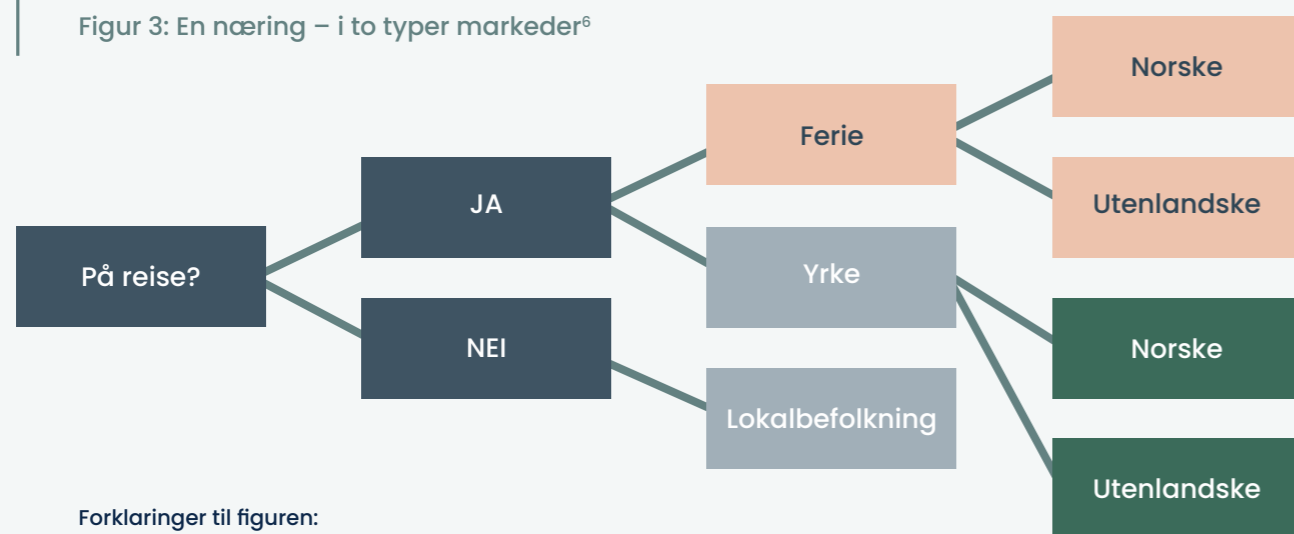 Figur 3: En næring – i to typer markeder⁶
Norske
Ferie
JA
Utenlandske
På reise?
Yrke
NEI
Norske
Lokalbefolkning
Utenlandske
Forklaringer til figuren: